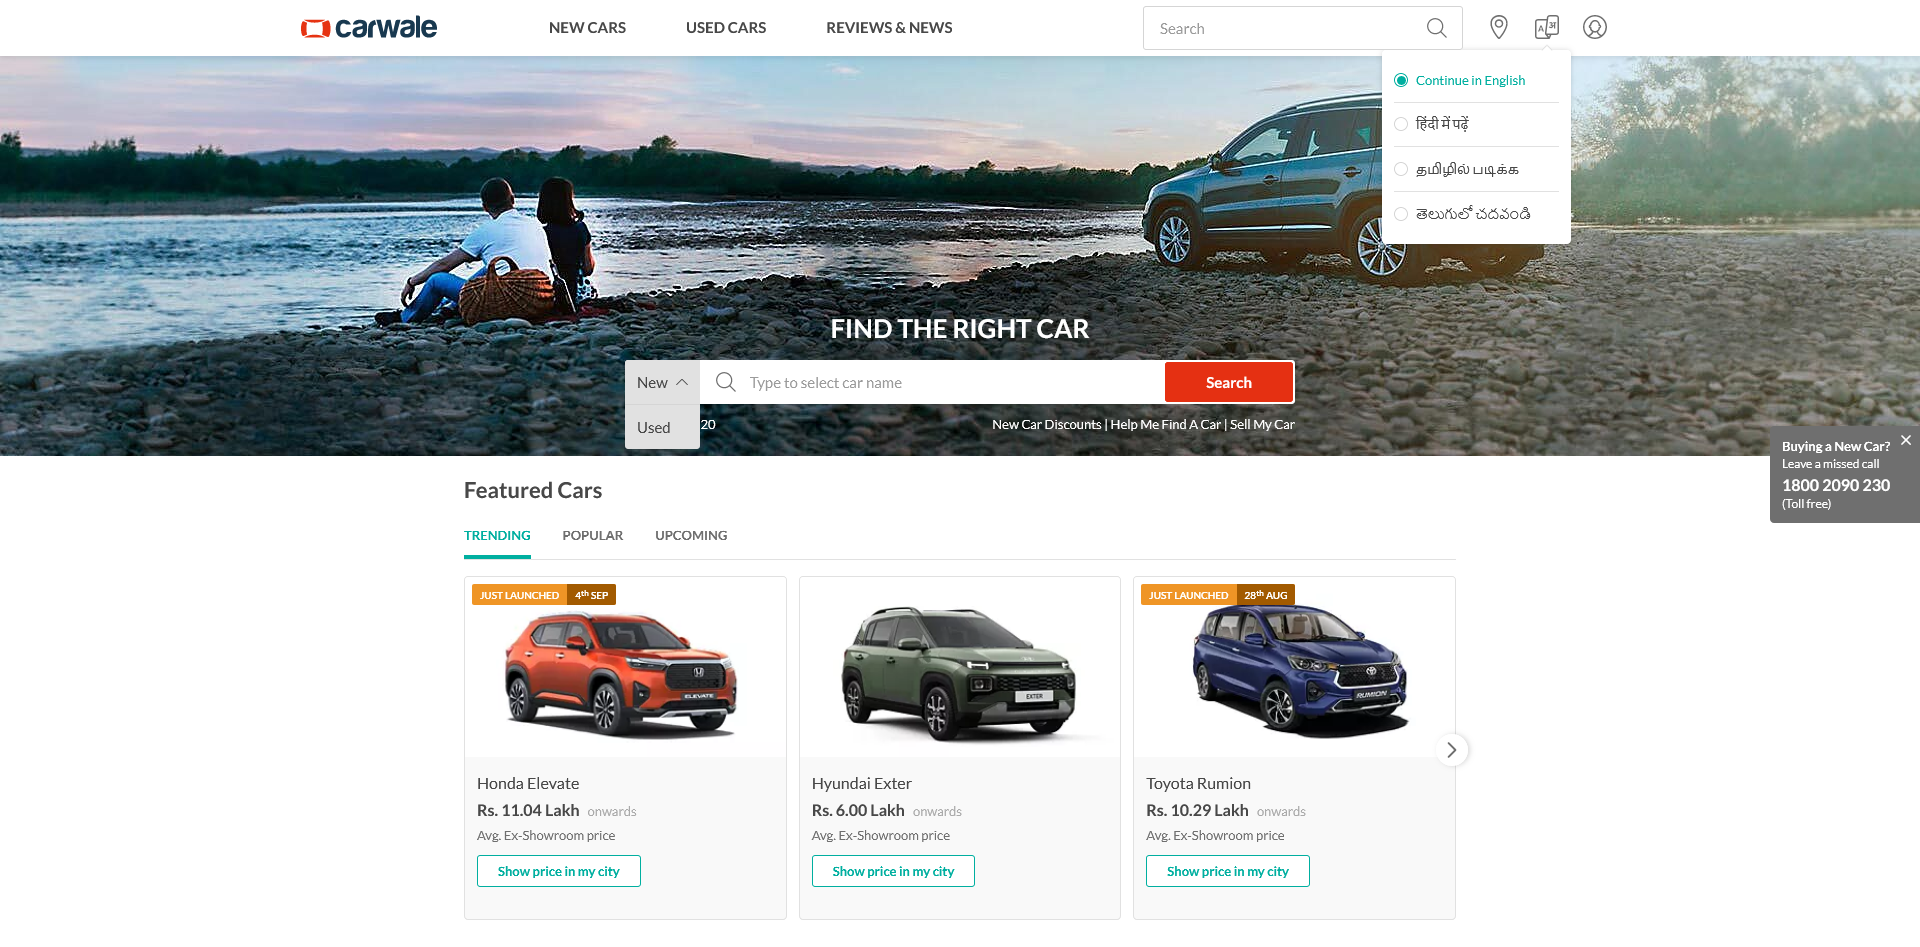 carwale
NEW CARS
USED CARS
REVIEWS & NEWS
Search
Continue in English
हिंदी में पढ़ें
தமிழில் படிக்க
తెలుగులో చదవండి
FIND THE RIGHT CAR
New
Type to select car name
Search
Used
20
New Car Discounts | Help Me Find A Car | Sell My Car
Buying a New Car?
Leave a missed call
1800 2090 230
(Toll free)
Featured Cars
TRENDING
POPULAR
UPCOMING
JUST LAUNCHED 4th SEP
ELEVATE
Honda Elevate
Rs. 11.04 Lakh onwards
Avg. Ex-Showroom price
Show price in my city
EXTER
Hyundai Exter
Rs. 6.00 Lakh onwards
Avg. Ex-Showroom price
Show price in my city
JUST LAUNCHED 28th AUG
RUMION
Toyota Rumion
Rs. 10.29 Lakh onwards
Avg. Ex-Showroom price
Show price in my city